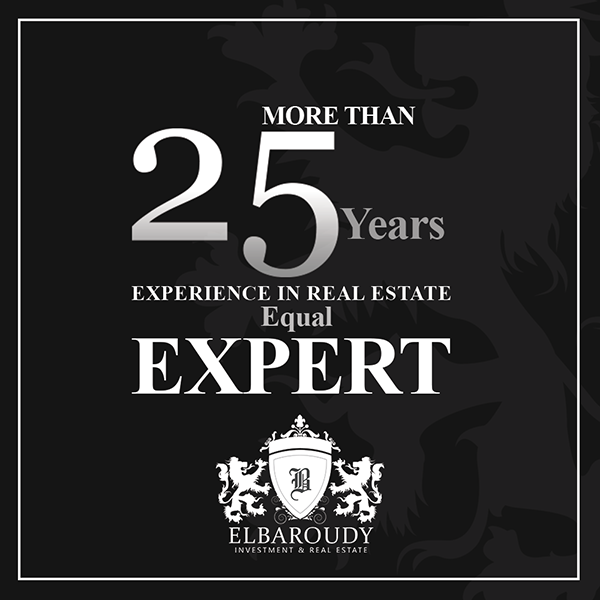 MORE THAN
25 Years
EXPERIENCE IN REAL ESTATE
Equal
EXPERT
B
ELBAROUDY
INVESTMENT & REAL ESTATE